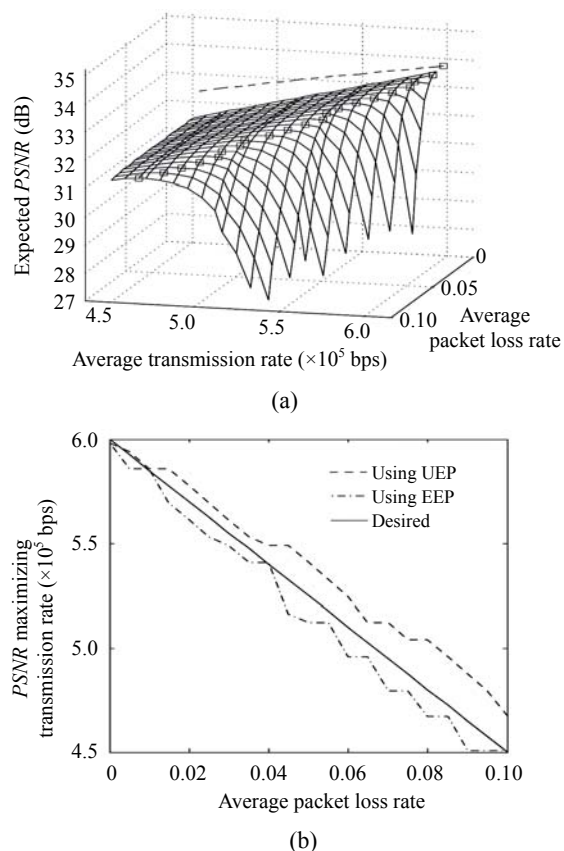 Expected PSNR (dB)
35
34
33
32
31
30
29
28
27
4.5
5.0
5.5
6.0
0.10
0.05
0
Average transmission rate (×10⁵ bps)
Average
packet loss rate
(a)
PSNR maximizing
transmission rate (×10⁵ bps)
6.0
5.5
5.0
4.5
Using UEP
Using EEP
Desired
0
0.02
0.04
0.06
0.08
0.10
Average packet loss rate
(b)